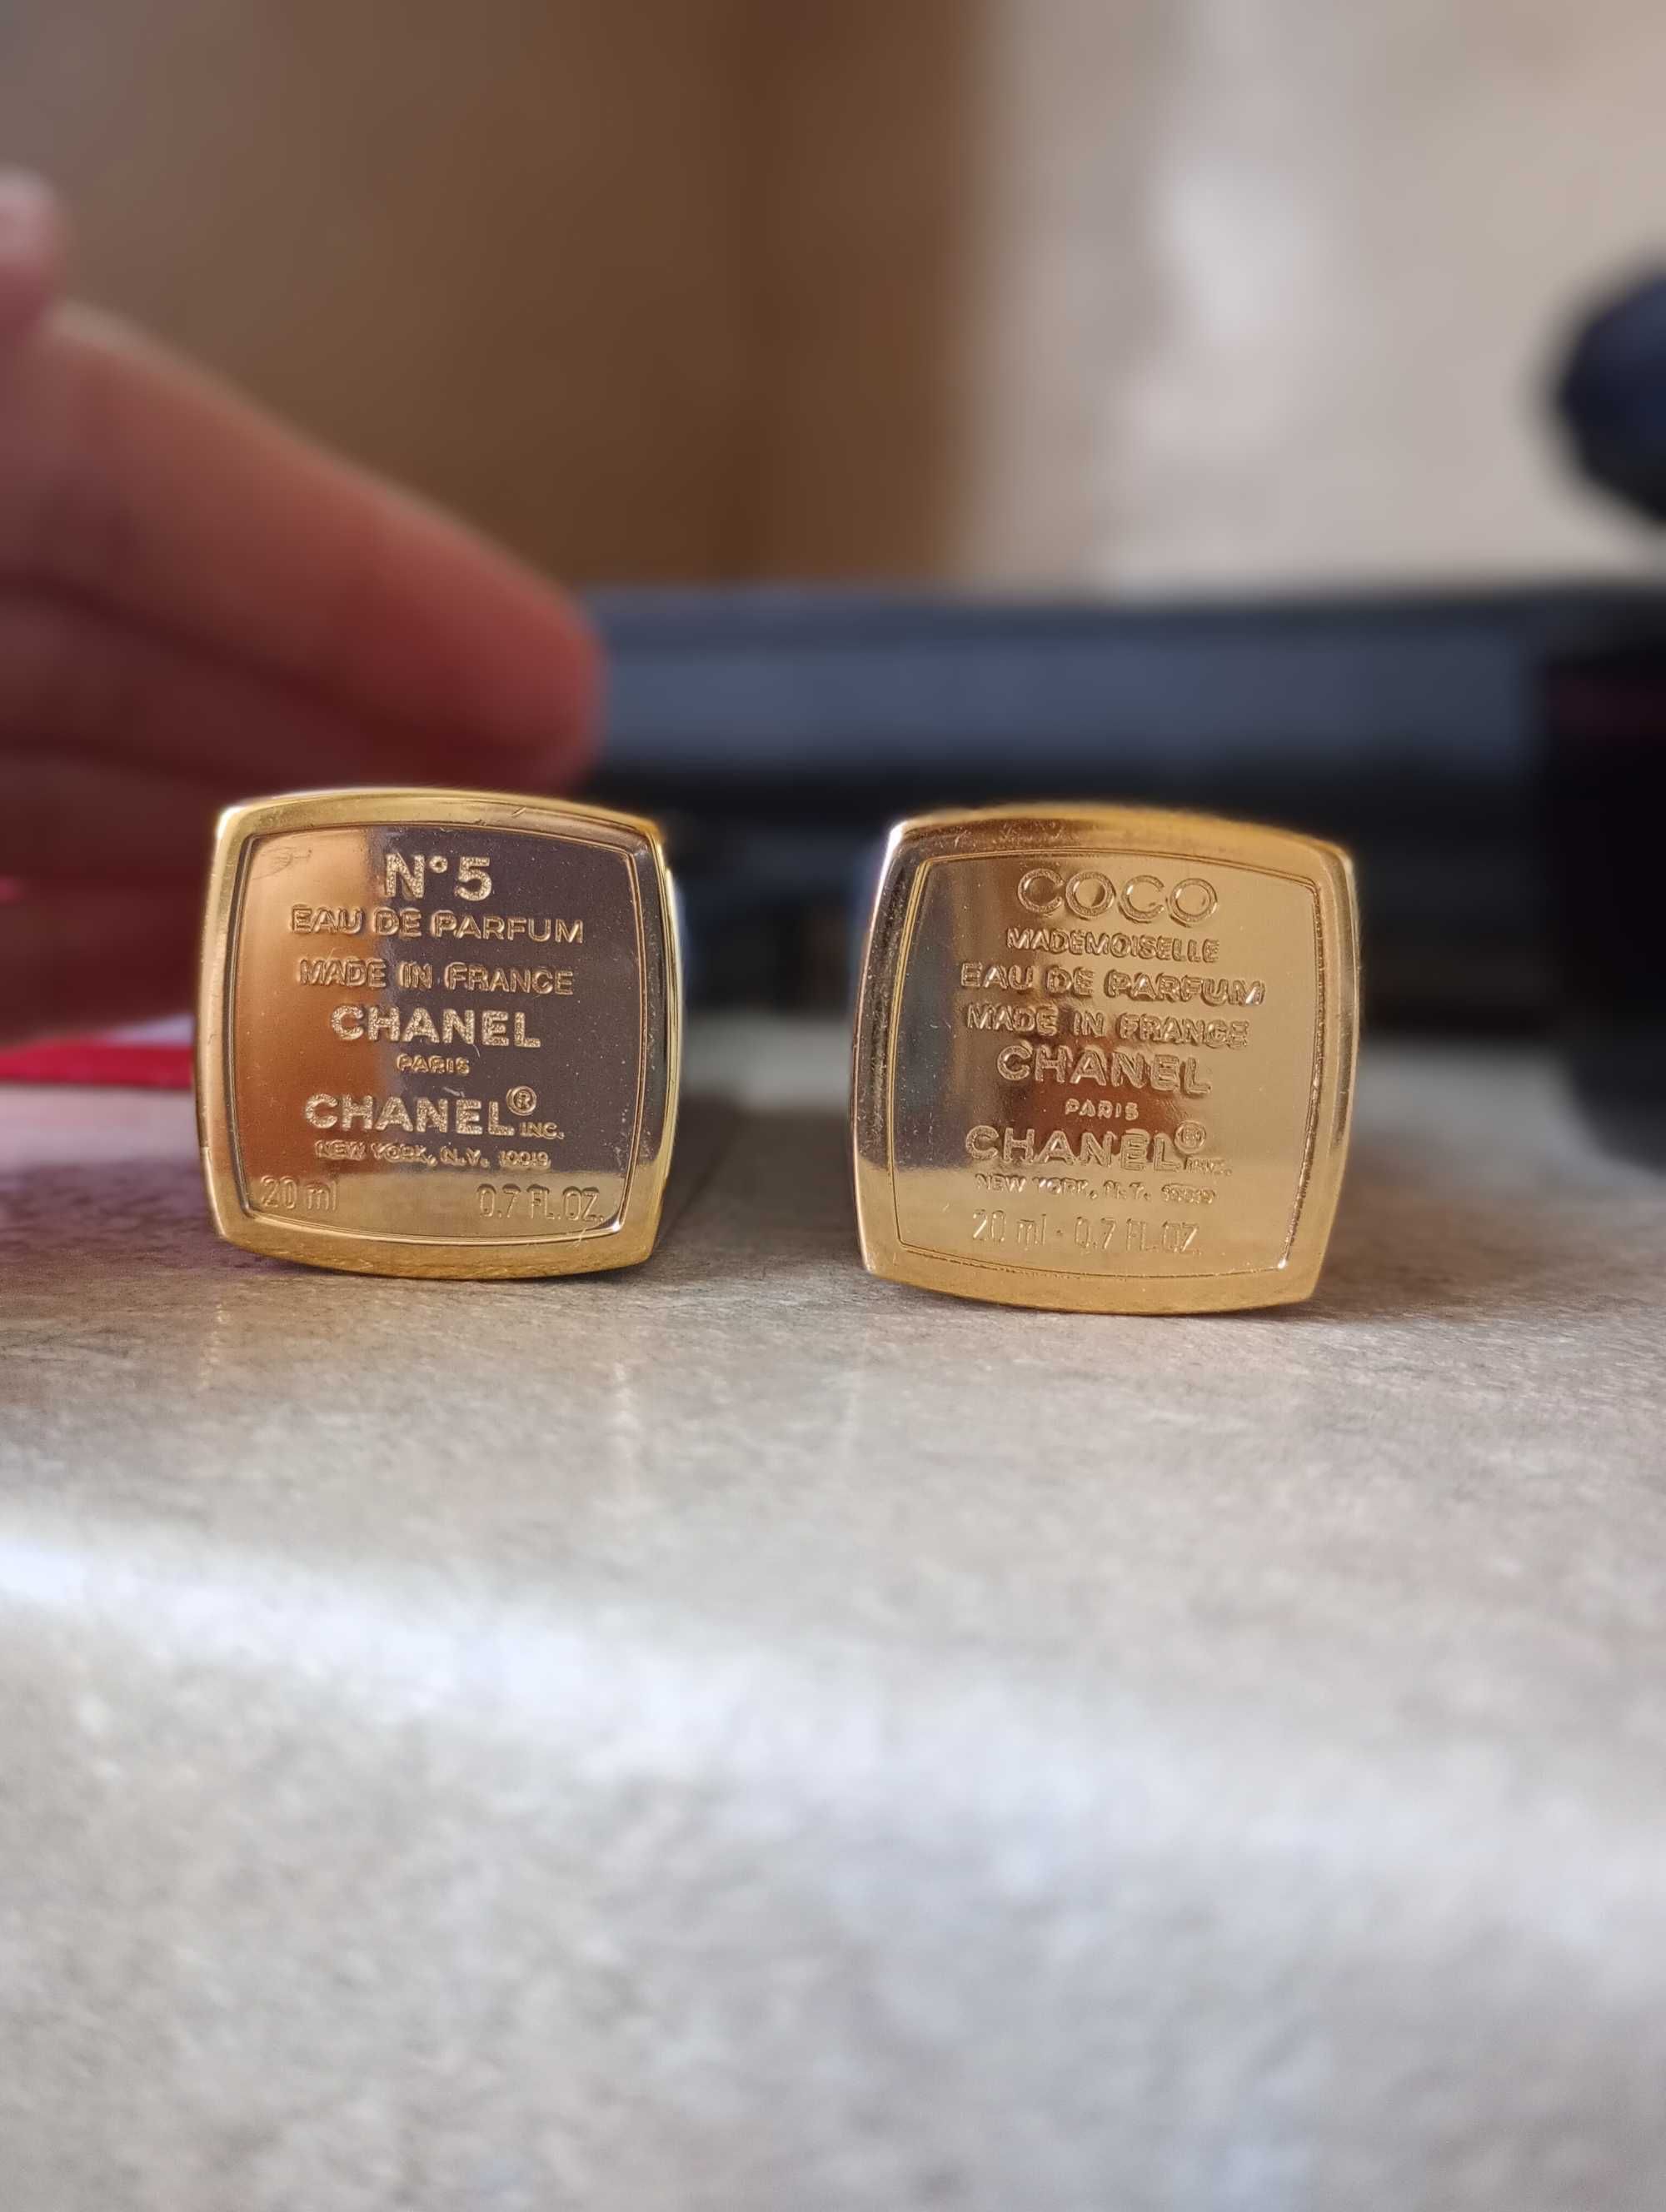 N°5
EAU DE PARFUM
MADE IN FRANCE
CHANEL
PARIS
CHANEL® INC.
NEW YORK, N.Y. 10019
20 ml 0.7 FL.OZ.
COCO
MADEMOISELLE
EAU DE PARFUM
MADE IN FRANCE
CHANEL
PARIS
CHANEL® INC.
NEW YORK, N.Y. 10019
20 ml - 0.7 FL.OZ.